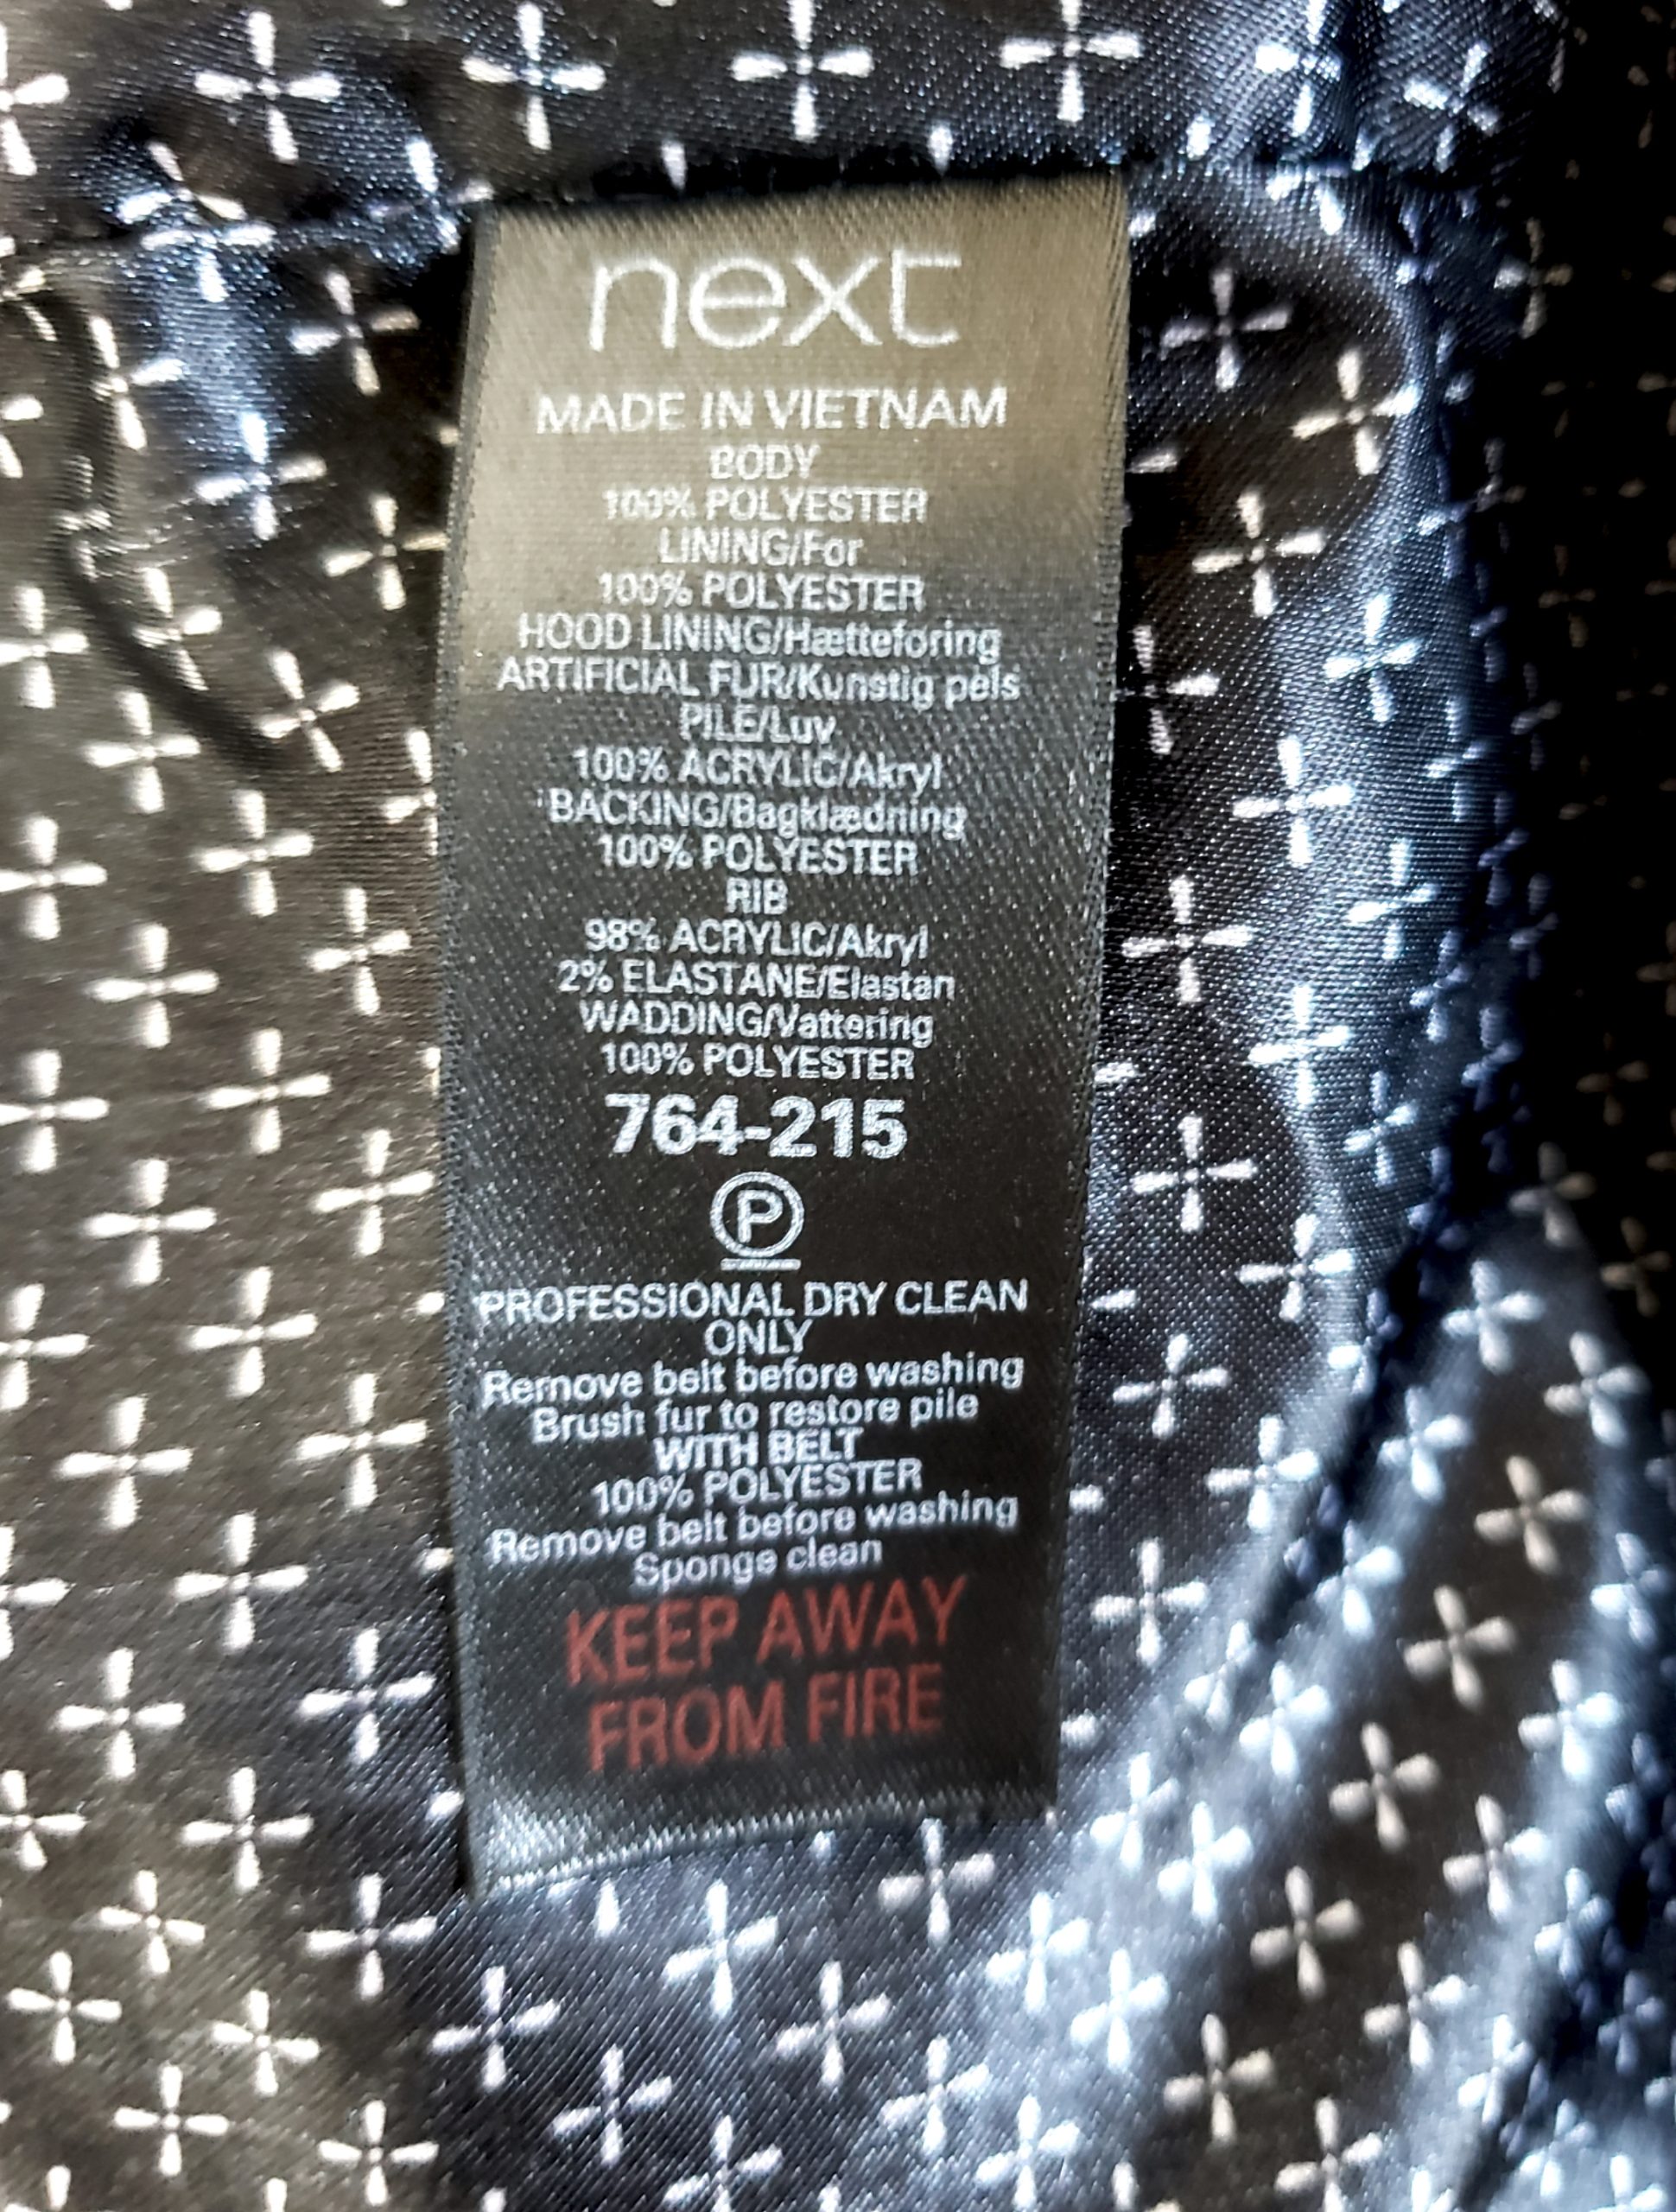 next
MADE IN VIETNAM
BODY
100% POLYESTER
LINING/For
100% POLYESTER
HOOD LINING/Hætteforing
ARTIFICIAL FUR/Kunstig pels
PILE/Luv
100% ACRYLIC/Akryl
BACKING/Bagklædning
100% POLYESTER
RIB
98% ACRYLIC/Akryl
2% ELASTANE/Elastan
WADDING/Vattering
100% POLYESTER
764-215
P
PROFESSIONAL DRY CLEAN
ONLY
Remove belt before washing
Brush fur to restore pile
WITH BELT
100% POLYESTER
Remove belt before washing
Sponge clean
KEEP AWAY
FROM FIRE